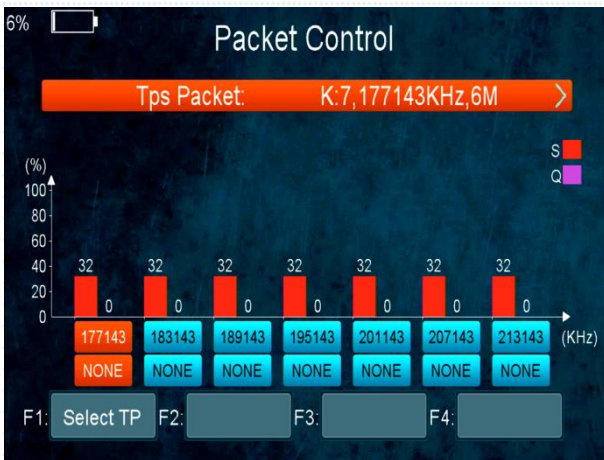 6%
Packet Control
Tps Packet: K:7,177143KHz,6M
S
Q
(%)
100
80
60
40
20
0
32 0 32 0 32 0 32 0 32 0 32 0 32 0
177143 183143 189143 195143 201143 207143 213143 (KHz)
NONE NONE NONE NONE NONE NONE NONE
F1: Select TP F2: F3: F4: